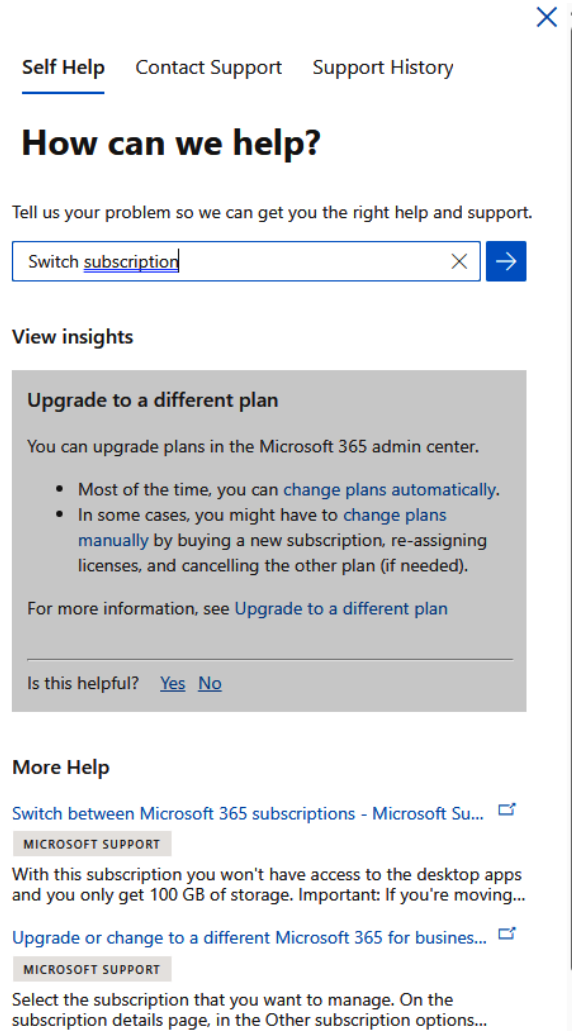 Self Help Contact Support Support History
How can we help?
Tell us your problem so we can get you the right help and support.
Switch subscription
View insights
Upgrade to a different plan
You can upgrade plans in the Microsoft 365 admin center.
• Most of the time, you can change plans automatically.
• In some cases, you might have to change plans
manually by buying a new subscription, re-assigning
licenses, and cancelling the other plan (if needed).
For more information, see Upgrade to a different plan
Is this helpful? Yes No
More Help
Switch between Microsoft 365 subscriptions - Microsoft Su...
MICROSOFT SUPPORT
With this subscription you won't have access to the desktop apps
and you only get 100 GB of storage. Important: If you're moving...
Upgrade or change to a different Microsoft 365 for busines...
MICROSOFT SUPPORT
Select the subscription that you want to manage. On the
subscription details page, in the Other subscription options...